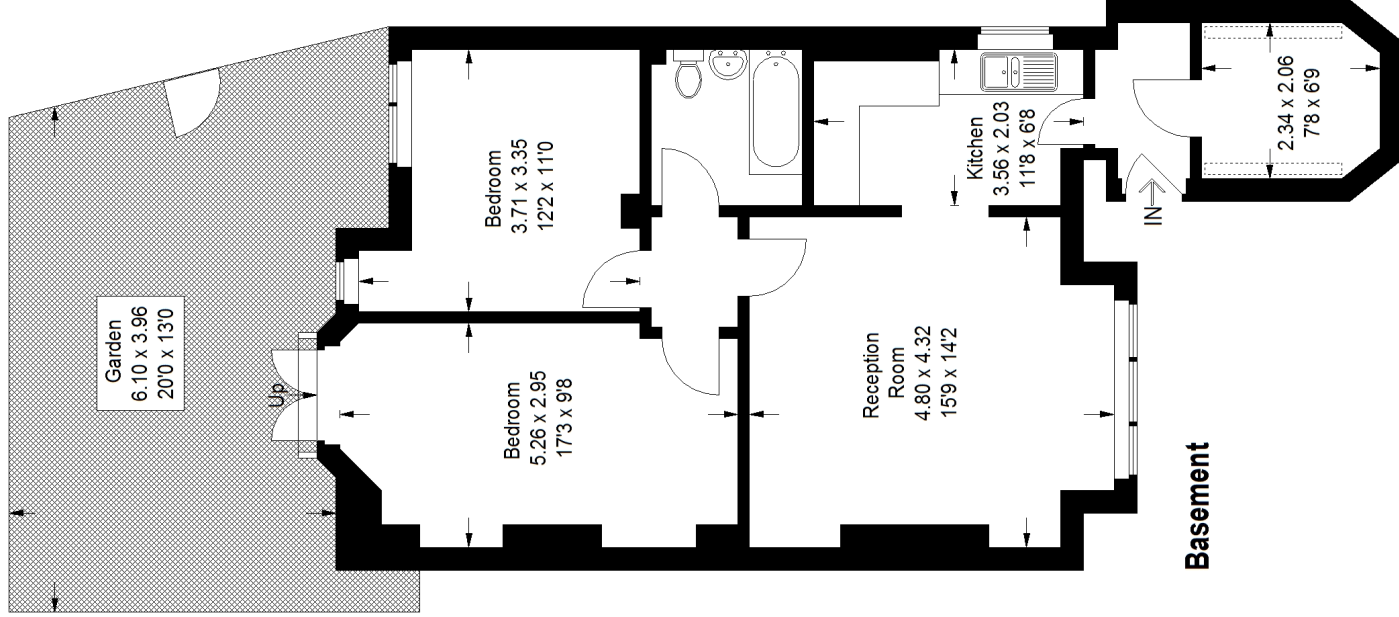 Garden
6.10 x 3.96
20'0 x 13'0
Up
Bedroom
3.71 x 3.35
12'2 x 11'0
Bedroom
5.26 x 2.95
17'3 x 9'8
Reception
Room
4.80 x 4.32
15'9 x 14'2
Kitchen
3.56 x 2.03
11'8 x 6'8
IN
2.34 x 2.06
7'8 x 6'9
Basement